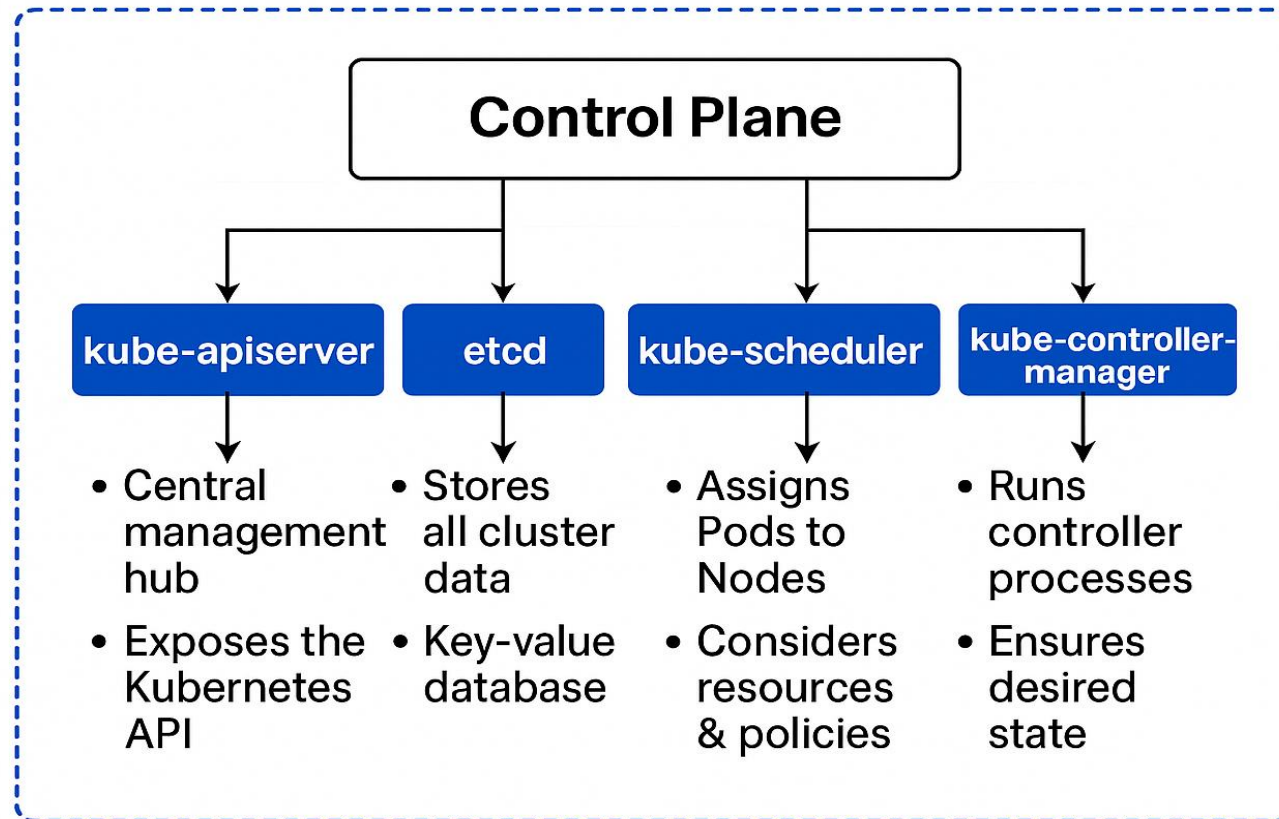 Control Plane
kube-apiserver
etcd
kube-scheduler
kube-controller-
manager
• Central
management
hub
• Exposes the
Kubernetes
API
• Stores
all cluster
data
• Key-value
database
• Assigns
Pods to
Nodes
• Considers
resources
& policies
• Runs
controller
processes
• Ensures
desired
state